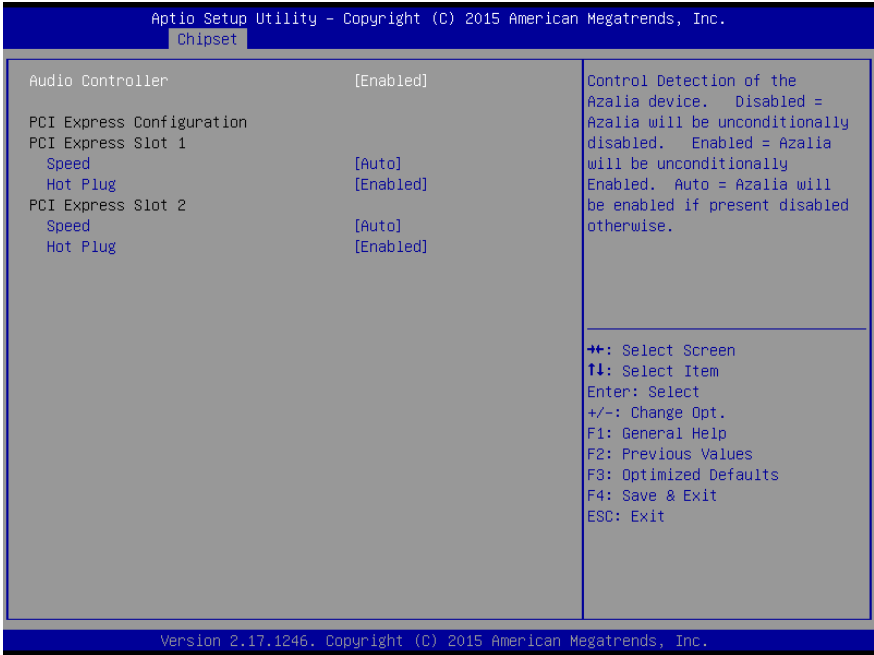 Aptio Setup Utility – Copyright (C) 2015 American Megatrends, Inc.
Chipset
Audio Controller [Enabled]
PCI Express Configuration
PCI Express Slot 1
Speed [Auto]
Hot Plug [Enabled]
PCI Express Slot 2
Speed [Auto]
Hot Plug [Enabled]
Control Detection of the
Azalia device. Disabled =
Azalia will be unconditionally
disabled. Enabled = Azalia
will be unconditionally
Enabled. Auto = Azalia will
be enabled if present disabled
otherwise.
→←: Select Screen
↑↓: Select Item
Enter: Select
+/-: Change Opt.
F1: General Help
F2: Previous Values
F3: Optimized Defaults
F4: Save & Exit
ESC: Exit
Version 2.17.1246. Copyright (C) 2015 American Megatrends, Inc.